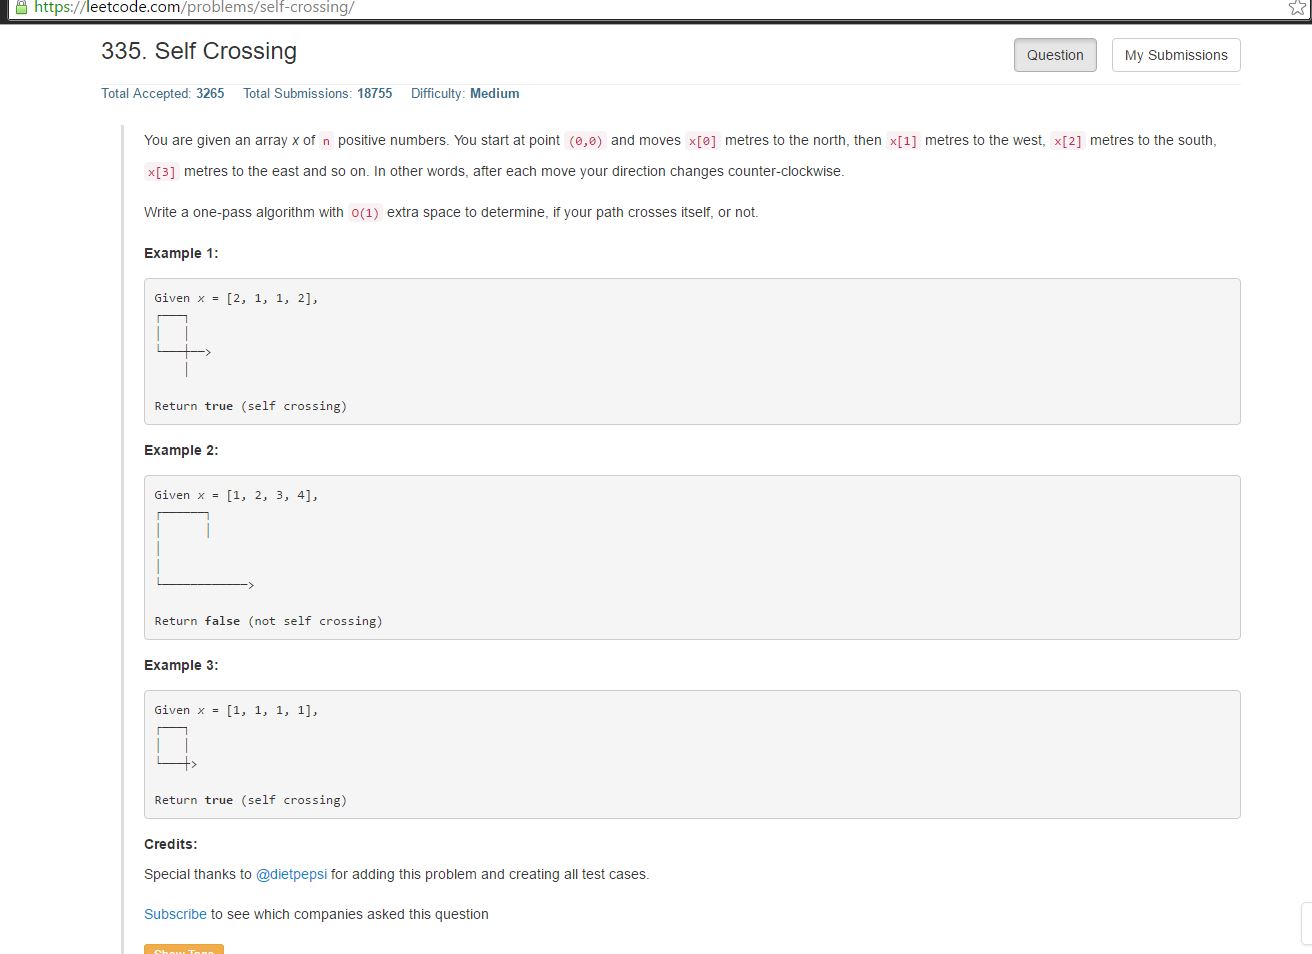 https://leetcode.com/problems/self-crossing/
335. Self Crossing
Question
My Submissions
Total Accepted: 3265 Total Submissions: 18755 Difficulty: Medium
You are given an array x of n positive numbers. You start at point (0,0) and moves x[0] metres to the north, then x[1] metres to the west, x[2] metres to the south,
x[3] metres to the east and so on. In other words, after each move your direction changes counter-clockwise.
Write a one-pass algorithm with O(1) extra space to determine, if your path crosses itself, or not.
Example 1:
Given x = [2, 1, 1, 2],
Return true (self crossing)
Example 2:
Given x = [1, 2, 3, 4],
Return false (not self crossing)
Example 3:
Given x = [1, 1, 1, 1],
Return true (self crossing)
Credits:
Special thanks to @dietpepsi for adding this problem and creating all test cases.
Subscribe to see which companies asked this question
Show Tags